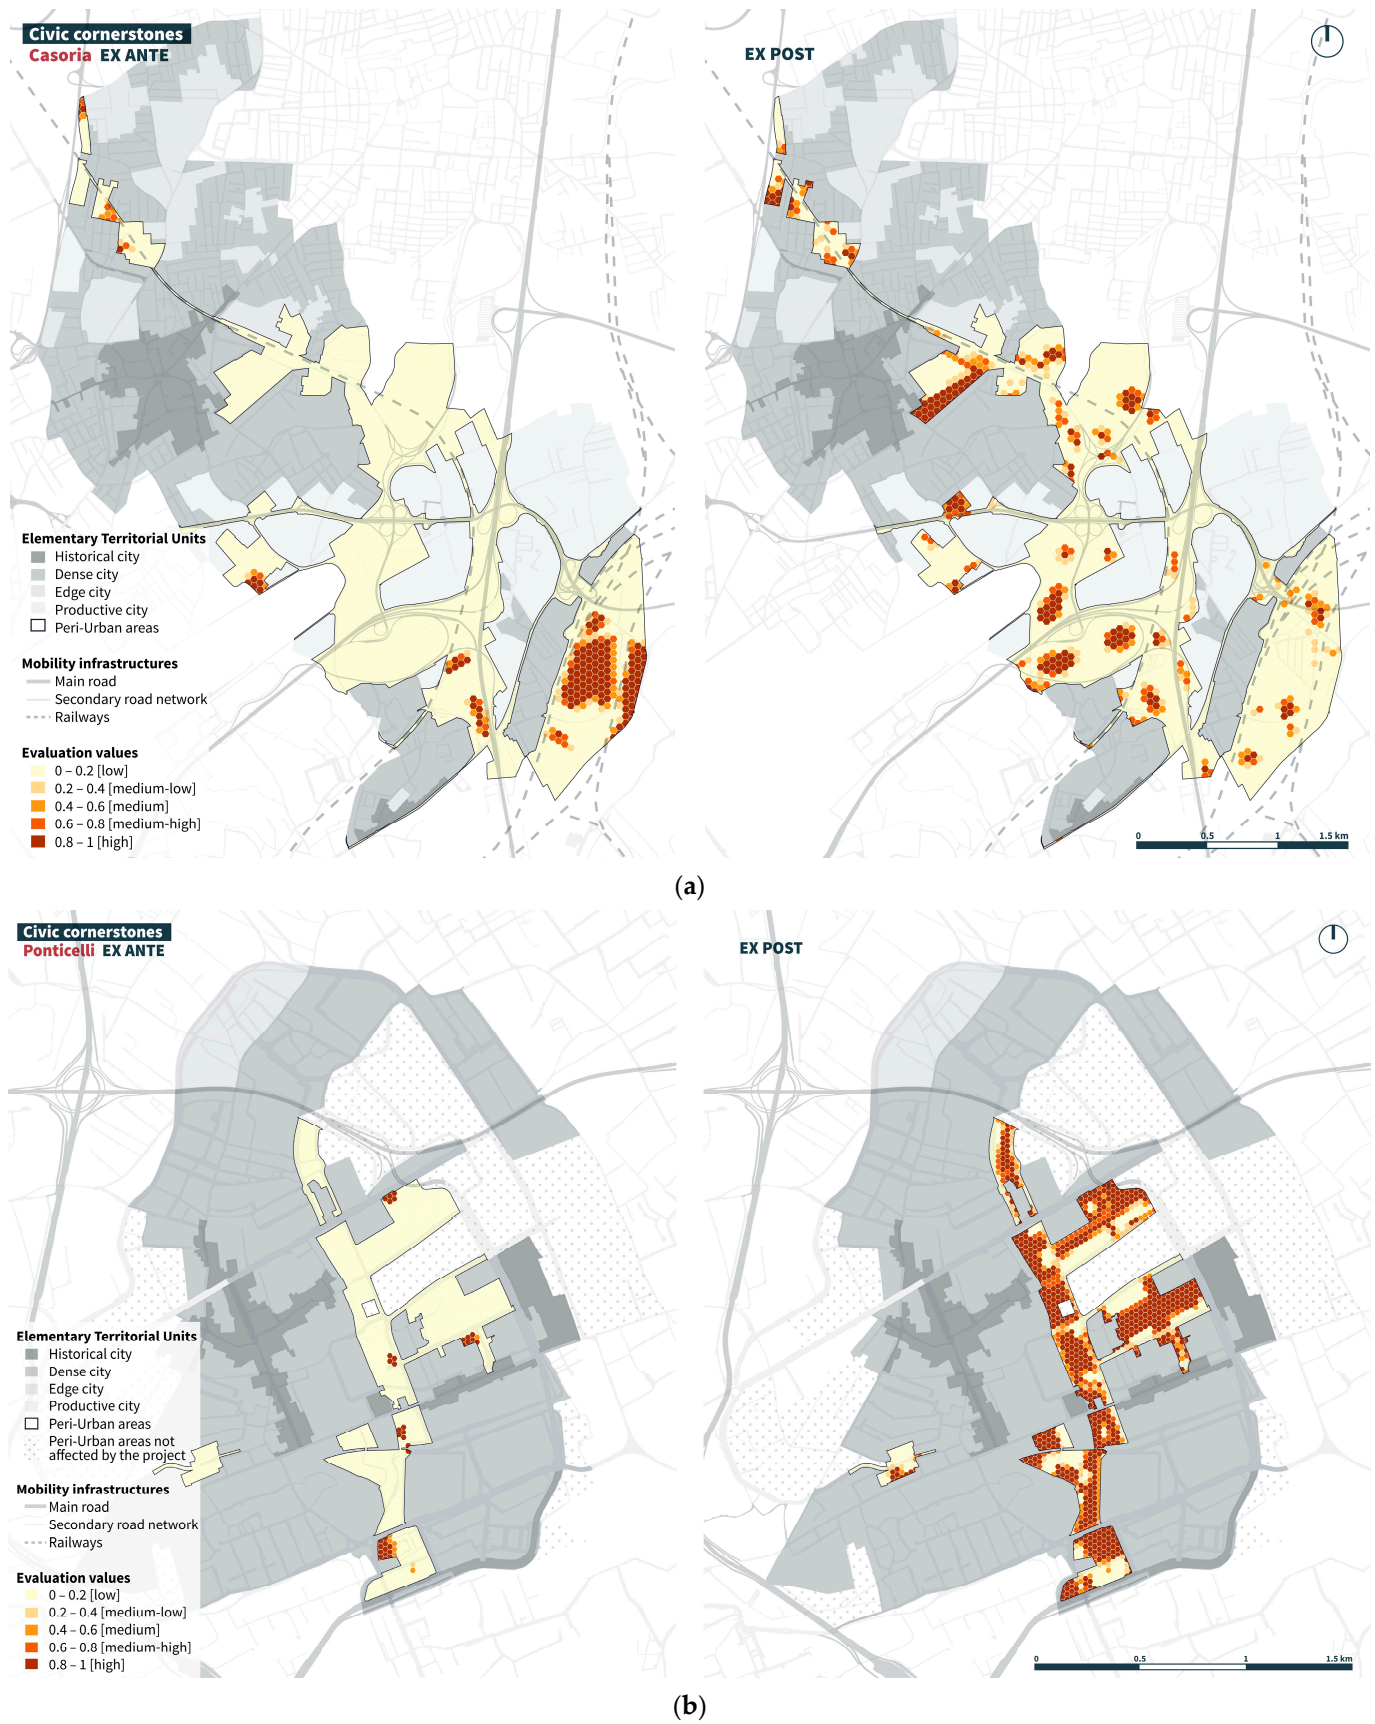 Civic cornerstones
Casoria EX ANTE
EX POST
Elementary Territorial Units
Historical city
Dense city
Edge city
Productive city
Peri-Urban areas
Mobility infrastructures
Main road
Secondary road network
Railways
Evaluation values
0 – 0.2 [low]
0.2 – 0.4 [medium-low]
0.4 – 0.6 [medium]
0.6 – 0.8 [medium-high]
0.8 – 1 [high]
0 0.5 1 1.5 km
(a)
Civic cornerstones
Ponticelli EX ANTE
EX POST
Elementary Territorial Units
Historical city
Dense city
Edge city
Productive city
Peri-Urban areas
Peri-Urban areas not
affected by the project
Mobility infrastructures
Main road
Secondary road network
Railways
Evaluation values
0 – 0.2 [low]
0.2 – 0.4 [medium-low]
0.4 – 0.6 [medium]
0.6 – 0.8 [medium-high]
0.8 – 1 [high]
0 0.5 1 1.5 km
(b)